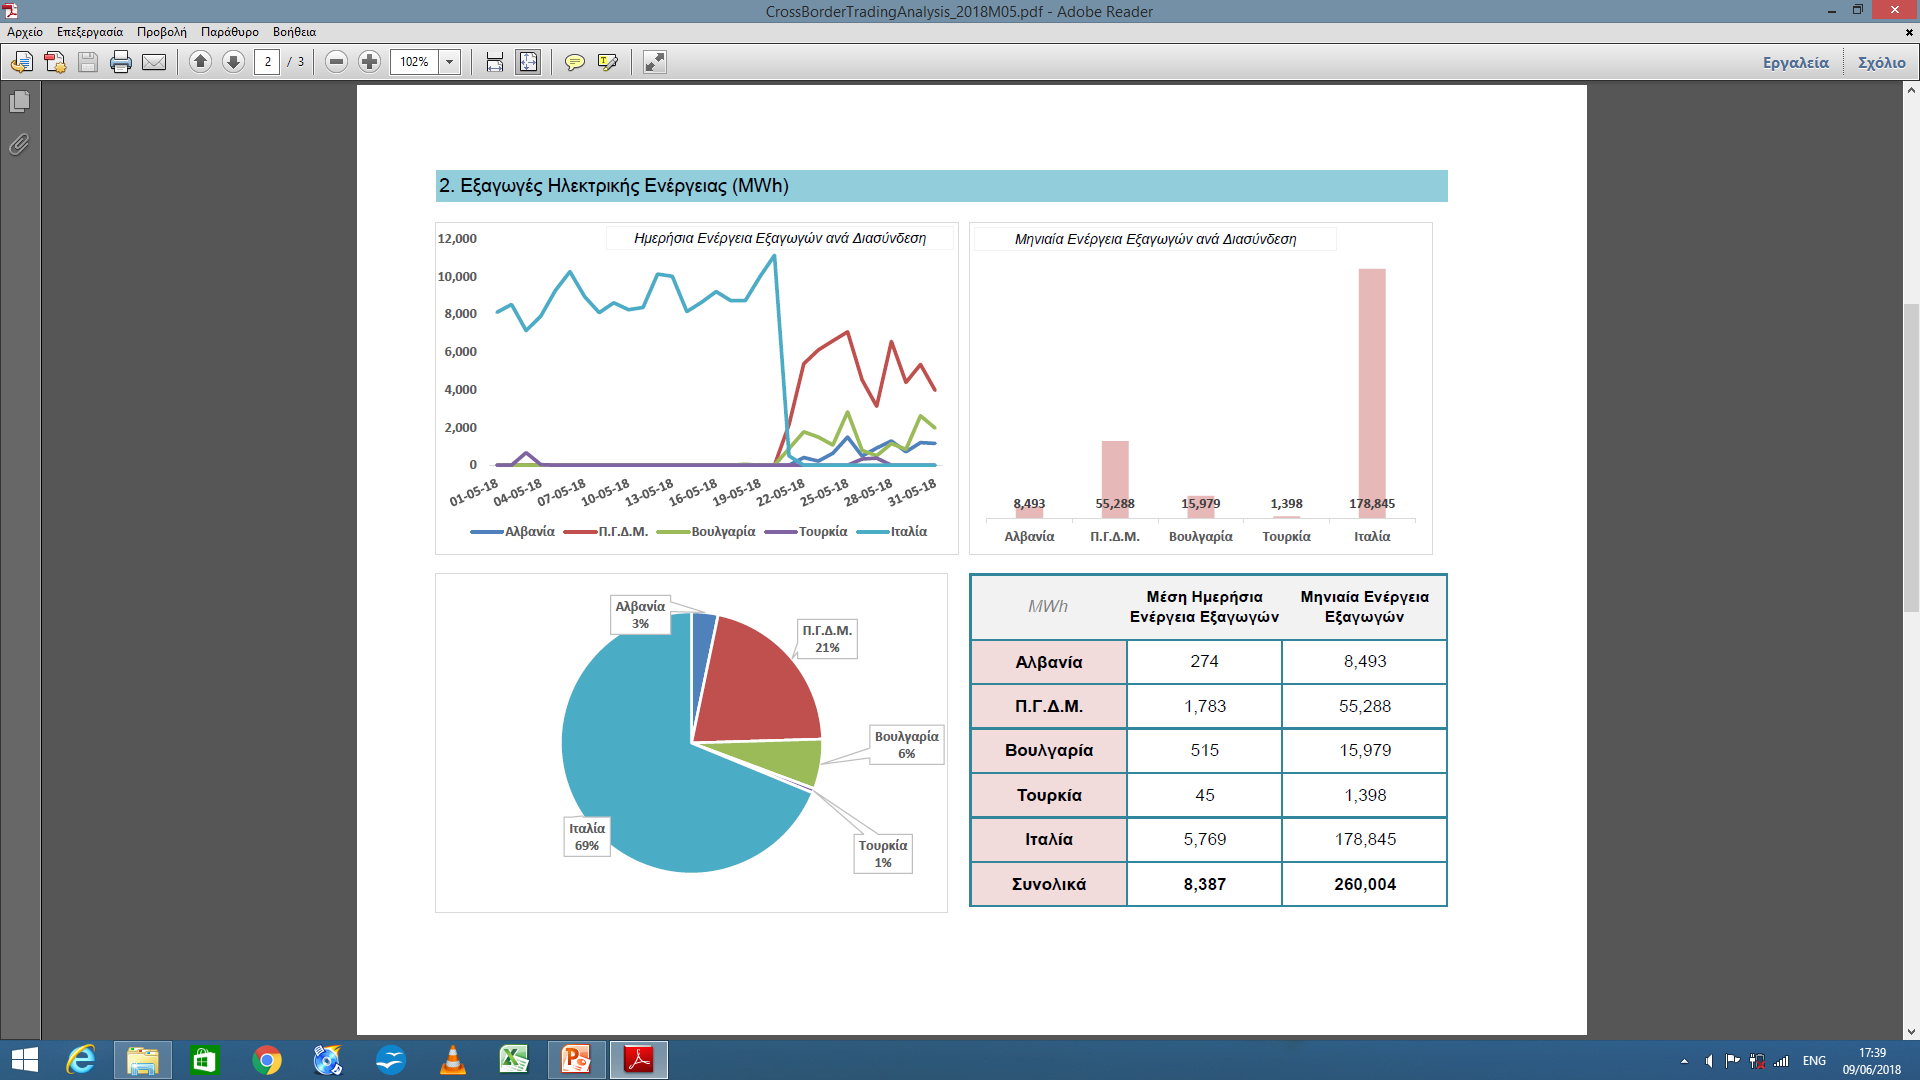 CrossBorderTradingAnalysis_2018M05.pdf - Adobe Reader
Αρχείο Επεξεργασία Προβολή Παράθυρο Βοήθεια
2 / 3 102% Εργαλεία Σχόλιο
2. Εξαγωγές Ηλεκτρικής Ενέργειας (MWh)
Ημερήσια Ενέργεια Εξαγωγών ανά Διασύνδεση
12,000
10,000
8,000
6,000
4,000
2,000
0
01-05-18 04-05-18 07-05-18 10-05-18 13-05-18 16-05-18 19-05-18 22-05-18 25-05-18 28-05-18 31-05-18
Αλβανία Π.Γ.Δ.Μ. Βουλγαρία Τουρκία Ιταλία
Μηνιαία Ενέργεια Εξαγωγών ανά Διασύνδεση
8,493 55,288 15,979 1,398 178,845
Αλβανία Π.Γ.Δ.Μ. Βουλγαρία Τουρκία Ιταλία
Αλβανία
3%
Π.Γ.Δ.Μ.
21%
Βουλγαρία
6%
Ιταλία
69%
Τουρκία
1%
MWh Μέση Ημερήσια Ενέργεια Εξαγωγών Μηνιαία Ενέργεια Εξαγωγών
Αλβανία 274 8,493
Π.Γ.Δ.Μ. 1,783 55,288
Βουλγαρία 515 15,979
Τουρκία 45 1,398
Ιταλία 5,769 178,845
Συνολικά 8,387 260,004
ENG 17:39
09/06/2018